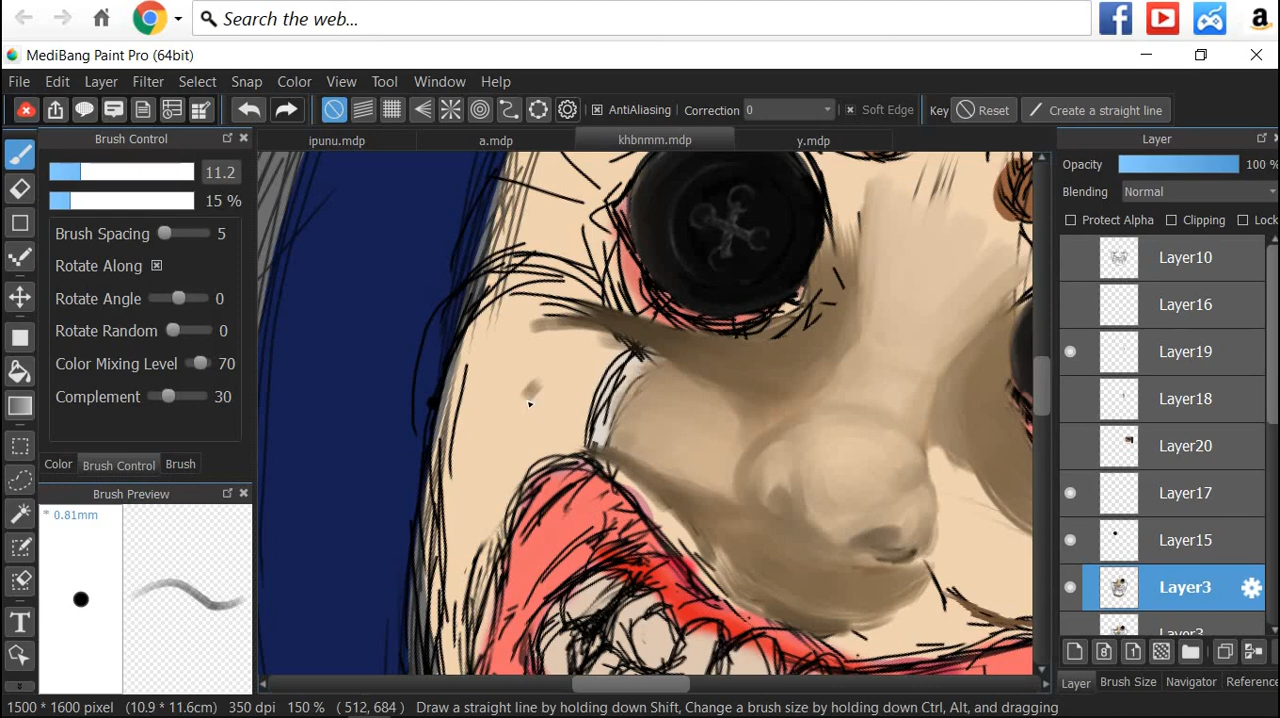 Search the web...
MediBang Paint Pro (64bit)
File Edit Layer Filter Select Snap Color View Tool Window Help
AntiAliasing Correction 0 Soft Edge Key Reset Create a straight line
Brush Control
ipunu.mdp a.mdp khbnmm.mdp y.mdp
Layer
11.2
15 %
Brush Spacing 5
Rotate Along
Rotate Angle 0
Rotate Random 0
Color Mixing Level 70
Complement 30
Color Brush Control Brush
Brush Preview
* 0.81mm
Opacity 100 %
Blending Normal
Protect Alpha Clipping Lock
Layer10
Layer16
Layer19
Layer18
Layer20
Layer17
Layer15
Layer3
Layer3
Layer Brush Size Navigator Reference
1500 * 1600 pixel (10.9 * 11.6cm) 350 dpi 150 % ( 512, 684 ) Draw a straight line by holding down Shift, Change a brush size by holding down Ctrl, Alt, and dragging